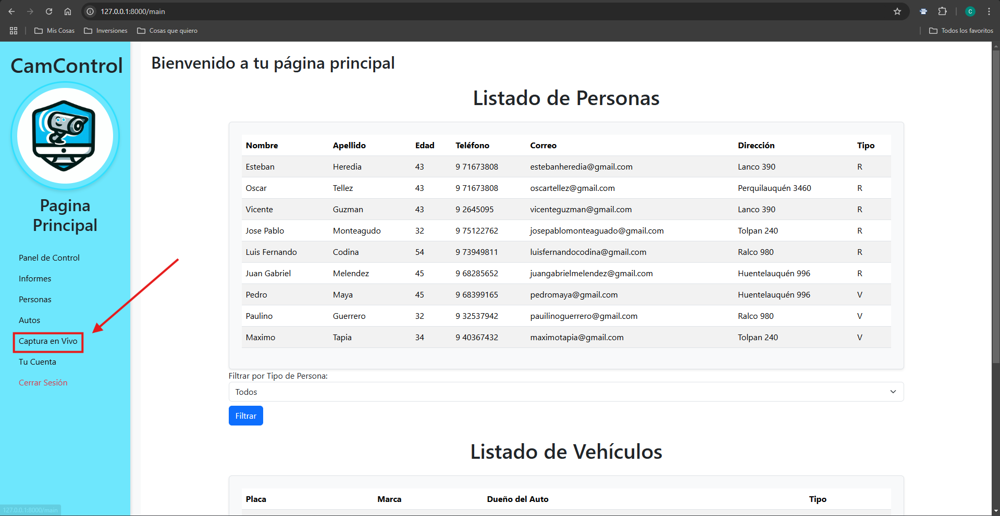 127.0.0.1:8000/main
C
Mis Cosas Inversiones Cosas que quiero Todos los favoritos
CamControl
Pagina
Principal
Panel de Control
Informes
Personas
Autos
Captura en Vivo
Tu Cuenta
Cerrar Sesión
Bienvenido a tu página principal
Listado de Personas
Nombre Apellido Edad Teléfono Correo Dirección Tipo
Esteban Heredia 43 9 71673808 estebanheredia@gmail.com Lanco 390 R
Oscar Tellez 43 9 71673808 oscartellez@gmail.com Perquilauquén 3460 R
Vicente Guzman 43 9 2645095 vicenteguzman@gmail.com Lanco 390 R
Jose Pablo Monteagudo 32 9 75122762 josepablomonteaguado@gmail.com Tolpan 240 R
Luis Fernando Codina 54 9 73949811 luisfernandocodina@gmail.com Ralco 980 R
Juan Gabriel Melendez 45 9 68285652 juangabrielmelendez@gmail.com Huentelauquén 996 R
Pedro Maya 45 9 68399165 pedromaya@gmail.com Huentelauquén 996 V
Paulino Guerrero 32 9 32537942 pauilinoguerrero@gmail.com Ralco 980 V
Maximo Tapia 34 9 40367432 maximotapia@gmail.com Tolpan 240 V
Filtrar por Tipo de Persona:
Todos
Filtrar
Listado de Vehículos
Placa Marca Dueño del Auto Tipo
127.0.0.1:8000/main